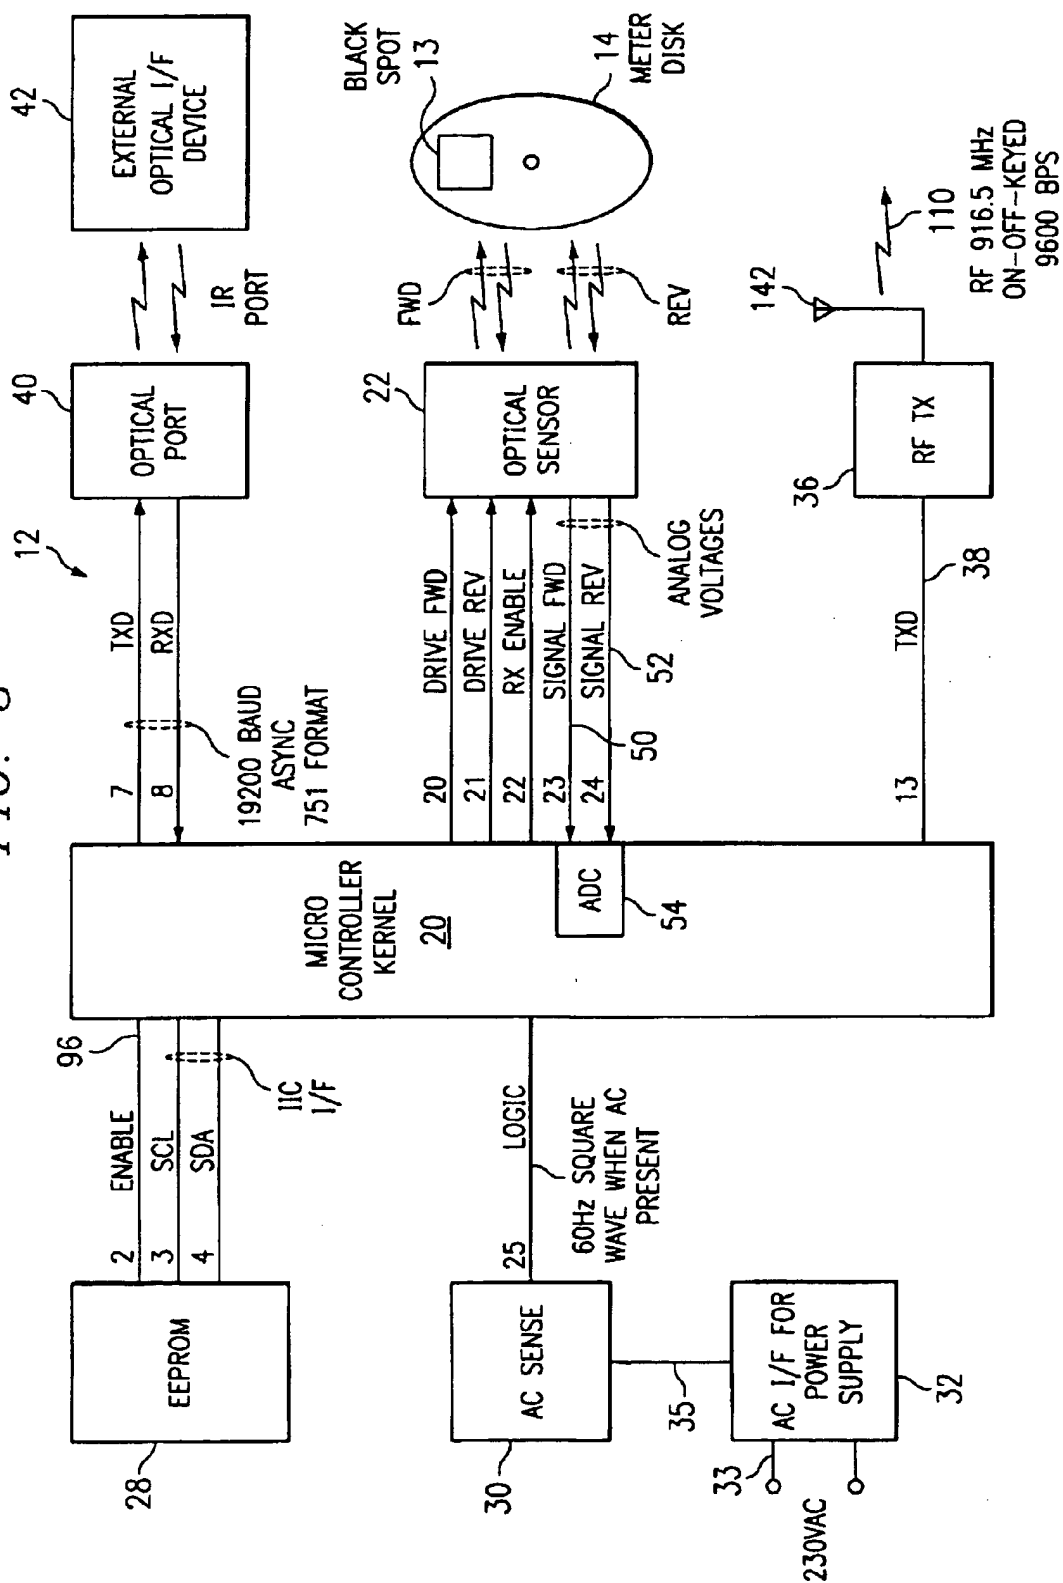 FIG.
12
28
EEPROM
2 ENABLE
3 SCL
4 SDA
96
IIC
I/F
MICRO
CONTROLLER
KERNEL
20
7 TXD
8 RXD
19200 BAUD
ASYNC
751 FORMAT
40
OPTICAL
PORT
IR
PORT
42
EXTERNAL
OPTICAL I/F
DEVICE
30
AC SENSE
25 LOGIC
60Hz SQUARE
WAVE WHEN AC
PRESENT
35
230VAC
33
AC I/F FOR
POWER
SUPPLY
32
ADC
54
20 DRIVE FWD
21 DRIVE REV
22 RX ENABLE
23 SIGNAL FWD
24 SIGNAL REV
50
52
ANALOG
VOLTAGES
22
OPTICAL
SENSOR
FWD
REV
BLACK
SPOT
13
14
METER
DISK
13 TXD
38
36
RF TX
142
110
RF 916.5 MHz
ON-OFF-KEYED
9600 BPS